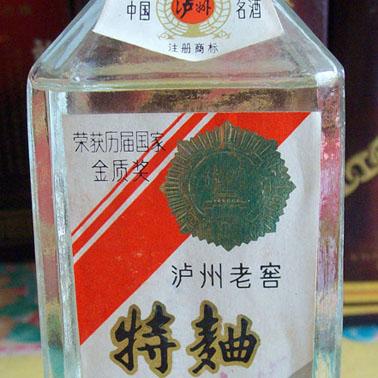 中国 泸州 名酒
注册商标
荣获历届国家
金质奖
泸州老窖
特麯